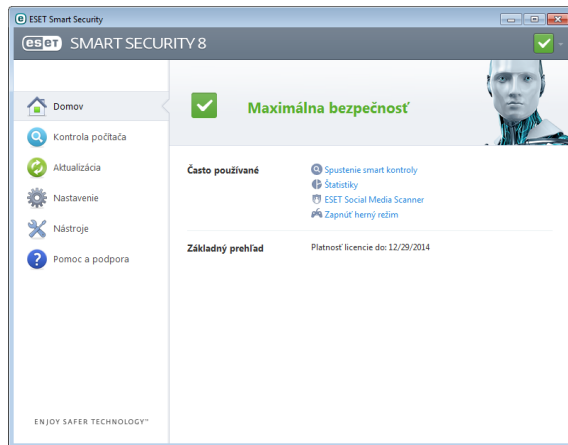 ESET Smart Security
eset SMART SECURITY 8
Domov
Kontrola počítača
Aktualizácia
Nastavenie
Nástroje
Pomoc a podpora
ENJOY SAFER TECHNOLOGY™
Maximálna bezpečnosť
Často používané
Spustenie smart kontroly
Štatistiky
ESET Social Media Scanner
Zapnúť herný režim
Základný prehľad
Platnosť licencie do: 12/29/2014